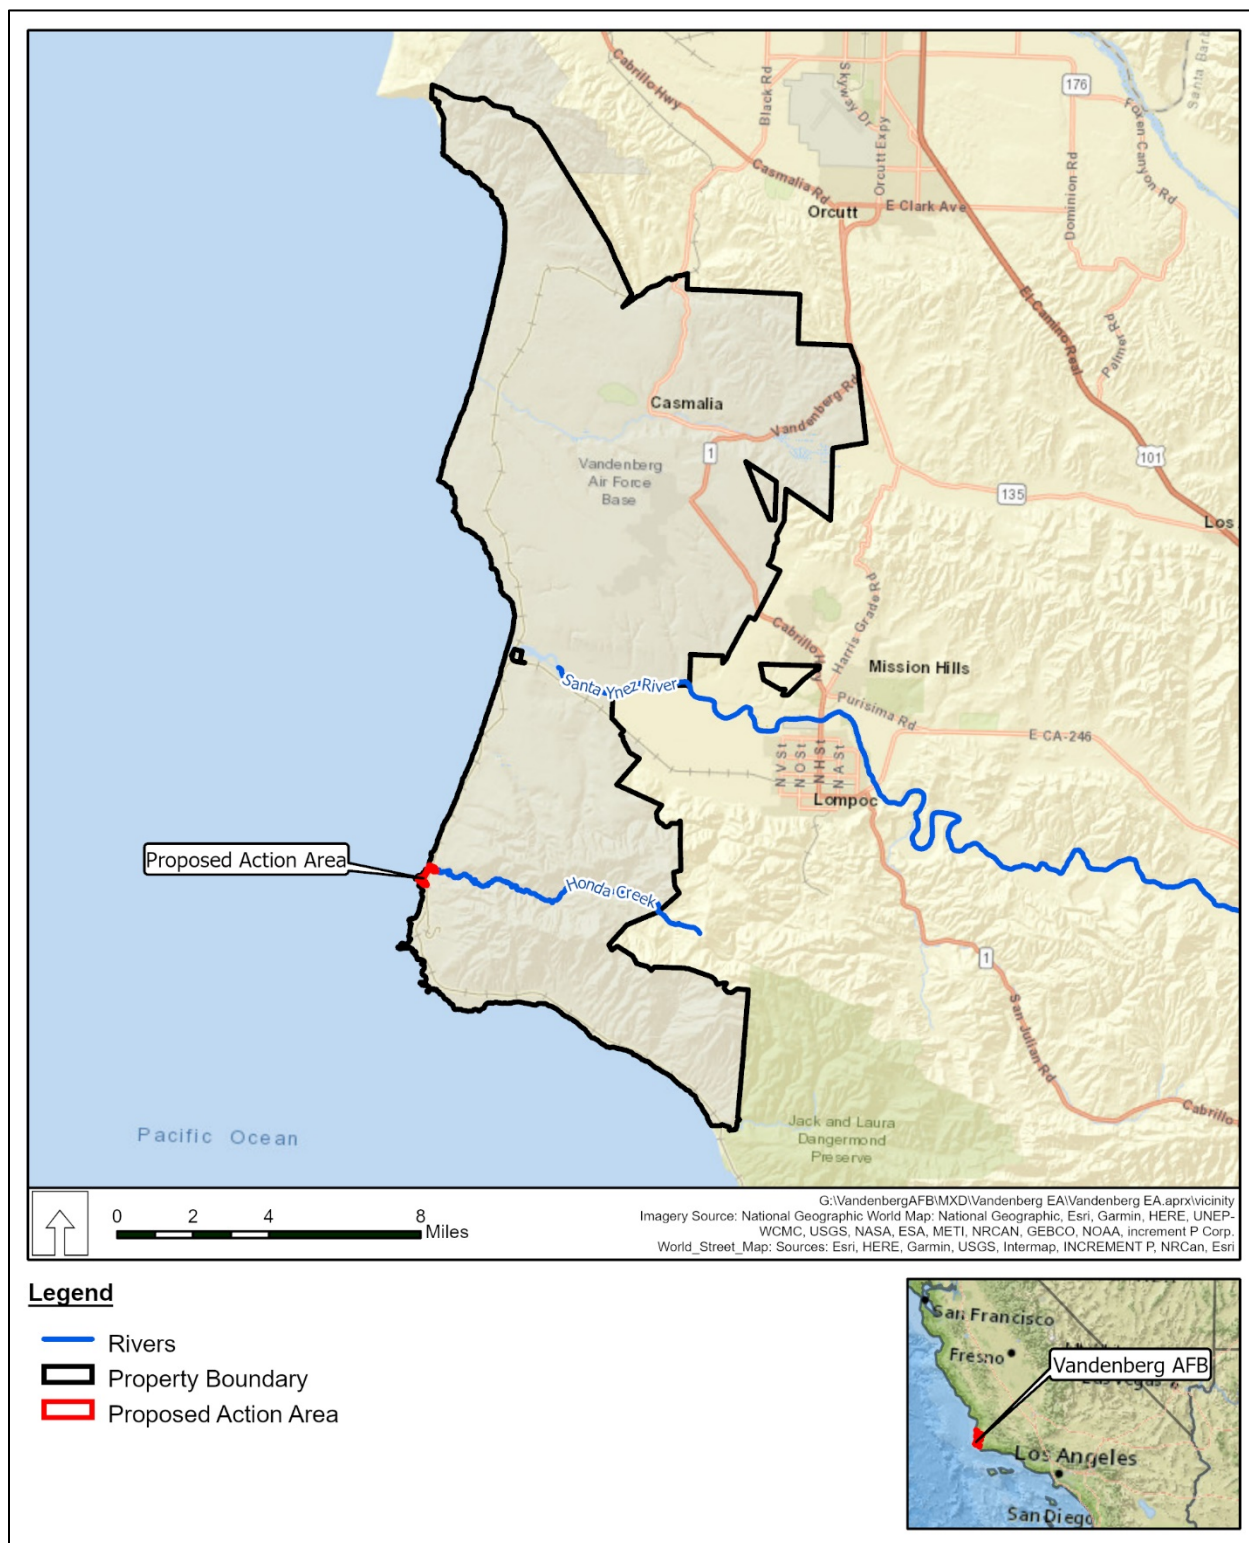 Cabrillo Hwy
Black Rd
Skyway Dr
Orcutt Expy
176
Foxen Canyon Rd
Santa Barb
Casmalia Rd
Orcutt
E Clark Ave
Dominion Rd
El Camino Real
Palmer Rd
Casmalia
Vandenberg Rd
Vandenberg
Air Force
Base
1
101
135
Los
Cabrillo Hwy
Harris Grade Rd
Mission Hills
Santa Ynez River
Purisima Rd
E CA-246
N V St
N O St
N H St
N A St
Lompoc
Proposed Action Area
Honda Creek
1
San Julian Rd
Cabrillo
Jack and Laura
Dangermond
Preserve
Pacific Ocean
0 2 4 8
Miles
G:\VandenbergAFB\MXD\Vandenberg EA\Vandenberg EA.aprx\vicinity
Imagery Source: National Geographic World Map: National Geographic, Esri, Garmin, HERE, UNEP-
WCMC, USGS, NASA, ESA, METI, NRCAN, GEBCO, NOAA, increment P Corp.
World_Street_Map: Sources: Esri, HERE, Garmin, USGS, Intermap, INCREMENT P, NRCan, Esri
Legend
Rivers
Property Boundary
Proposed Action Area
San Francisco
Fresno
Vandenberg AFB
Los Angeles
San Diego